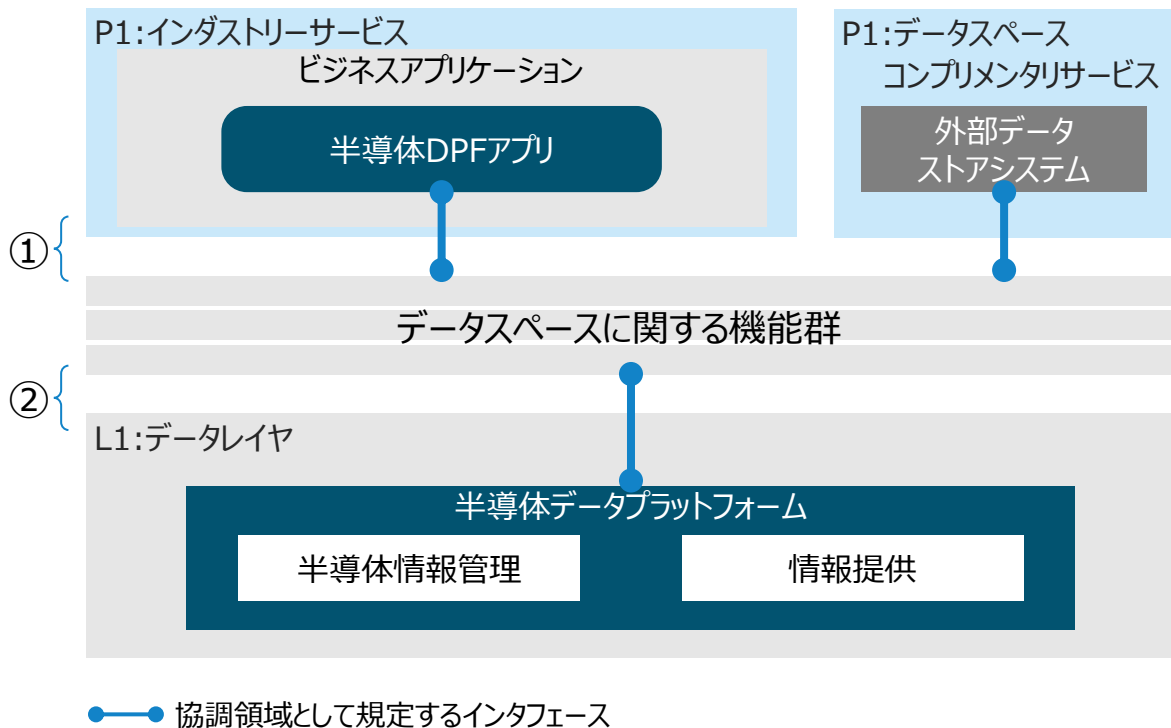 P1:インダストリーサービス
ビジネスアプリケーション
半導体DPFアプリ
P1:データスペース
コンプリメンタリサービス
外部データ
ストアシステム
①
データスペースに関する機能群
②
L1:データレイヤ
半導体データプラットフォーム
半導体情報管理
情報提供
協調領域として規定するインタフェース